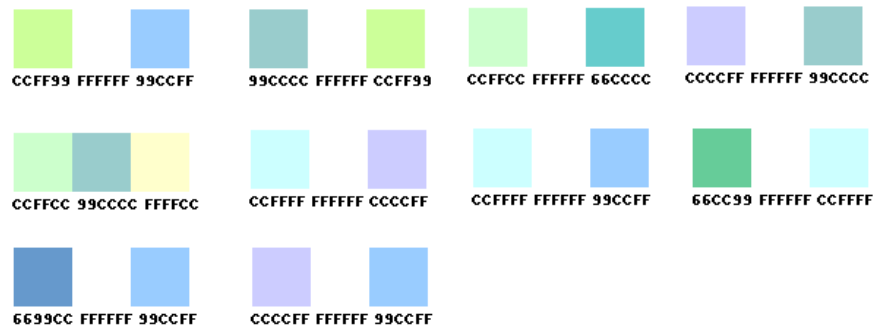 CCFF99 FFFFFF 99CCFF
99CCCC FFFFFF CCFF99
CCFFCC FFFFFF 66CCCC
CCCCFF FFFFFF 99CCCC
CCFFCC 99CCCC FFFFCC
CCFFFF FFFFFF CCCCFF
CCFFFF FFFFFF 99CCFF
66CC99 FFFFFF CCFFFF
6699CC FFFFFF 99CCFF
CCCCFF FFFFFF 99CCFF